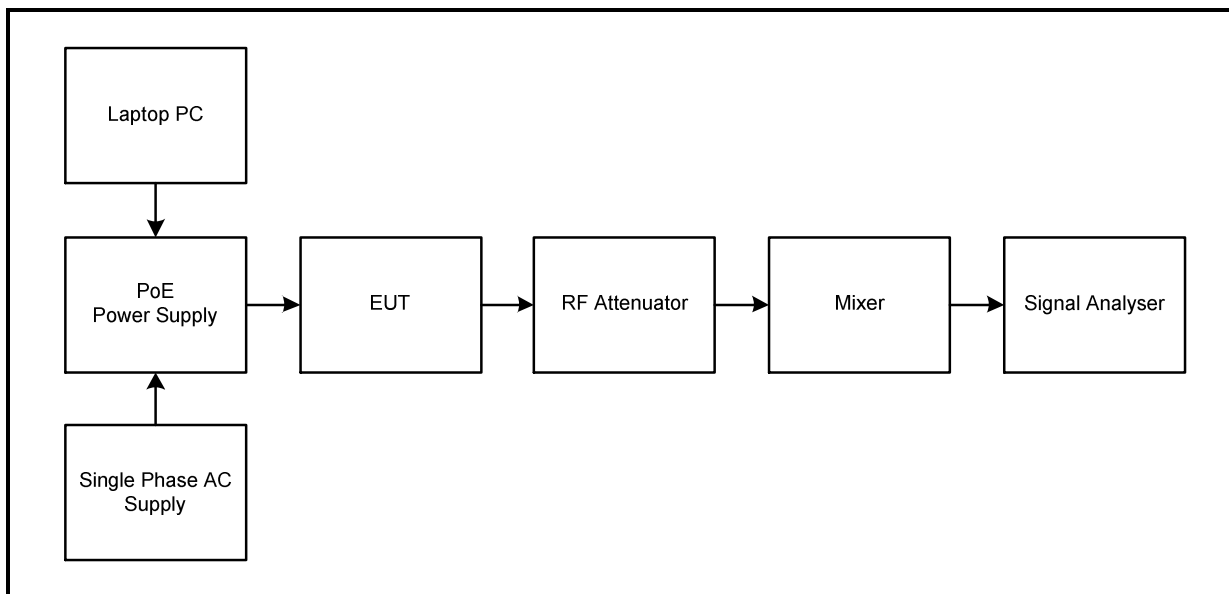 Laptop PC
PoE
Power Supply
EUT
RF Attenuator
Mixer
Signal Analyser
Single Phase AC
Supply